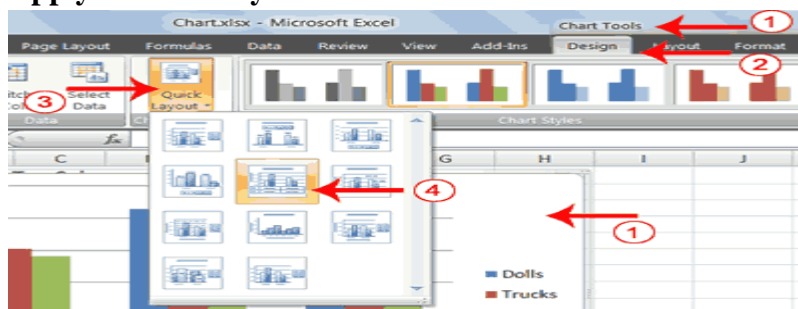 Chart.xlsx - Microsoft Excel
Chart Tools
1
Page Layout Formulas Data Review View Add-Ins Design Layout Format
2
3
Select
Data
Quick
Layout
Data
Chart Styles
fx
C G H I J
4
1
Dolls
Trucks